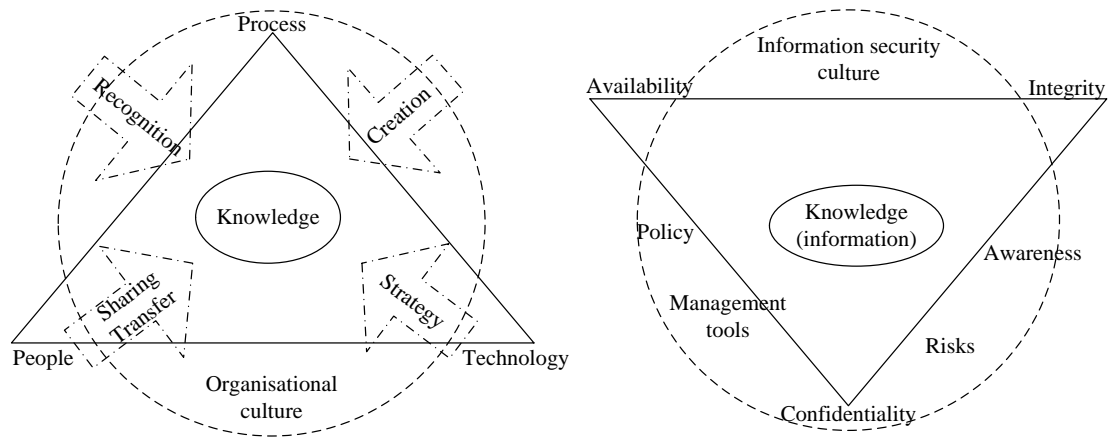 Process
Recognition
Creation
Knowledge
Sharing
Transfer
Strategy
People
Technology
Organisational
culture
Information security
culture
Availability
Integrity
Knowledge
(information)
Policy
Awareness
Management
tools
Risks
Confidentiality